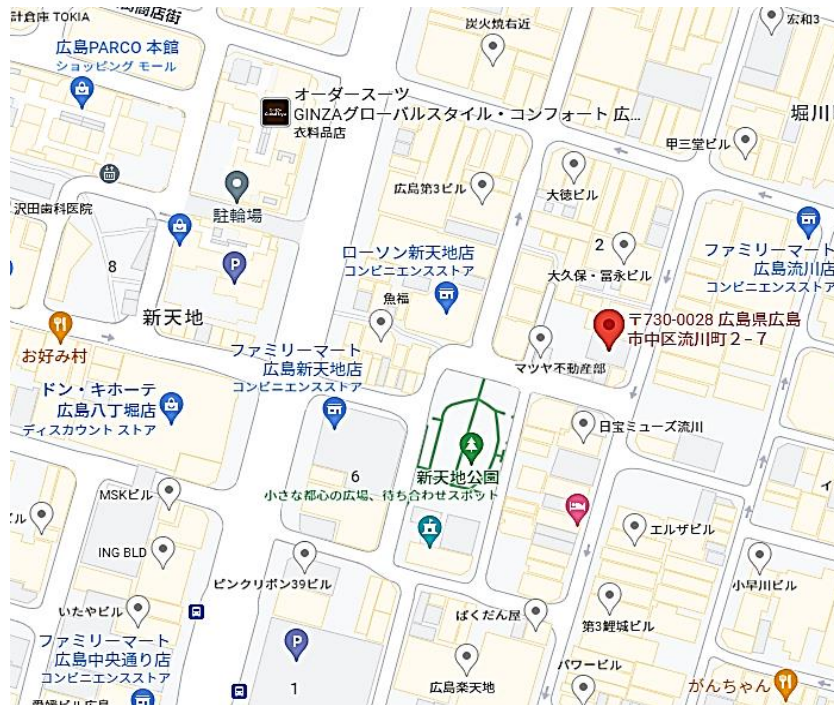 計倉庫 TOKIA
広島PARCO 本館
ショッピング モール
オーダースーツ
GINZAグローバルスタイル・コンフォート 広...
衣料品店
炭火焼右近
宏和3
堀川
甲三堂ビル
沢田歯科医院
駐輪場
広島第3ビル
大徳ビル
8
2
ローソン新天地店
コンビニエンスストア
大久保・冨永ビル
ファミリーマート
広島流川店
コンビニエンスストア
新天地
魚福
〒730-0028 広島県広島
市中区流川町2-7
お好み村
ファミリーマート
広島新天地店
コンビニエンスストア
マツヤ不動産部
ドン・キホーテ
広島八丁堀店
ディスカウント ストア
日宝ミューズ流川
6
新天地公園
小さな都心の広場、待ち合わせスポット
MSKビル
ビル
エルザビル
ING BLD
ピンクリボン39ビル
小早川ビル
いたやビル
ばくだん屋
第3鯉城ビル
ファミリーマート
広島中央通り店
コンビニエンスストア
P
P
1
広島楽天地
パワービル
がんちゃん